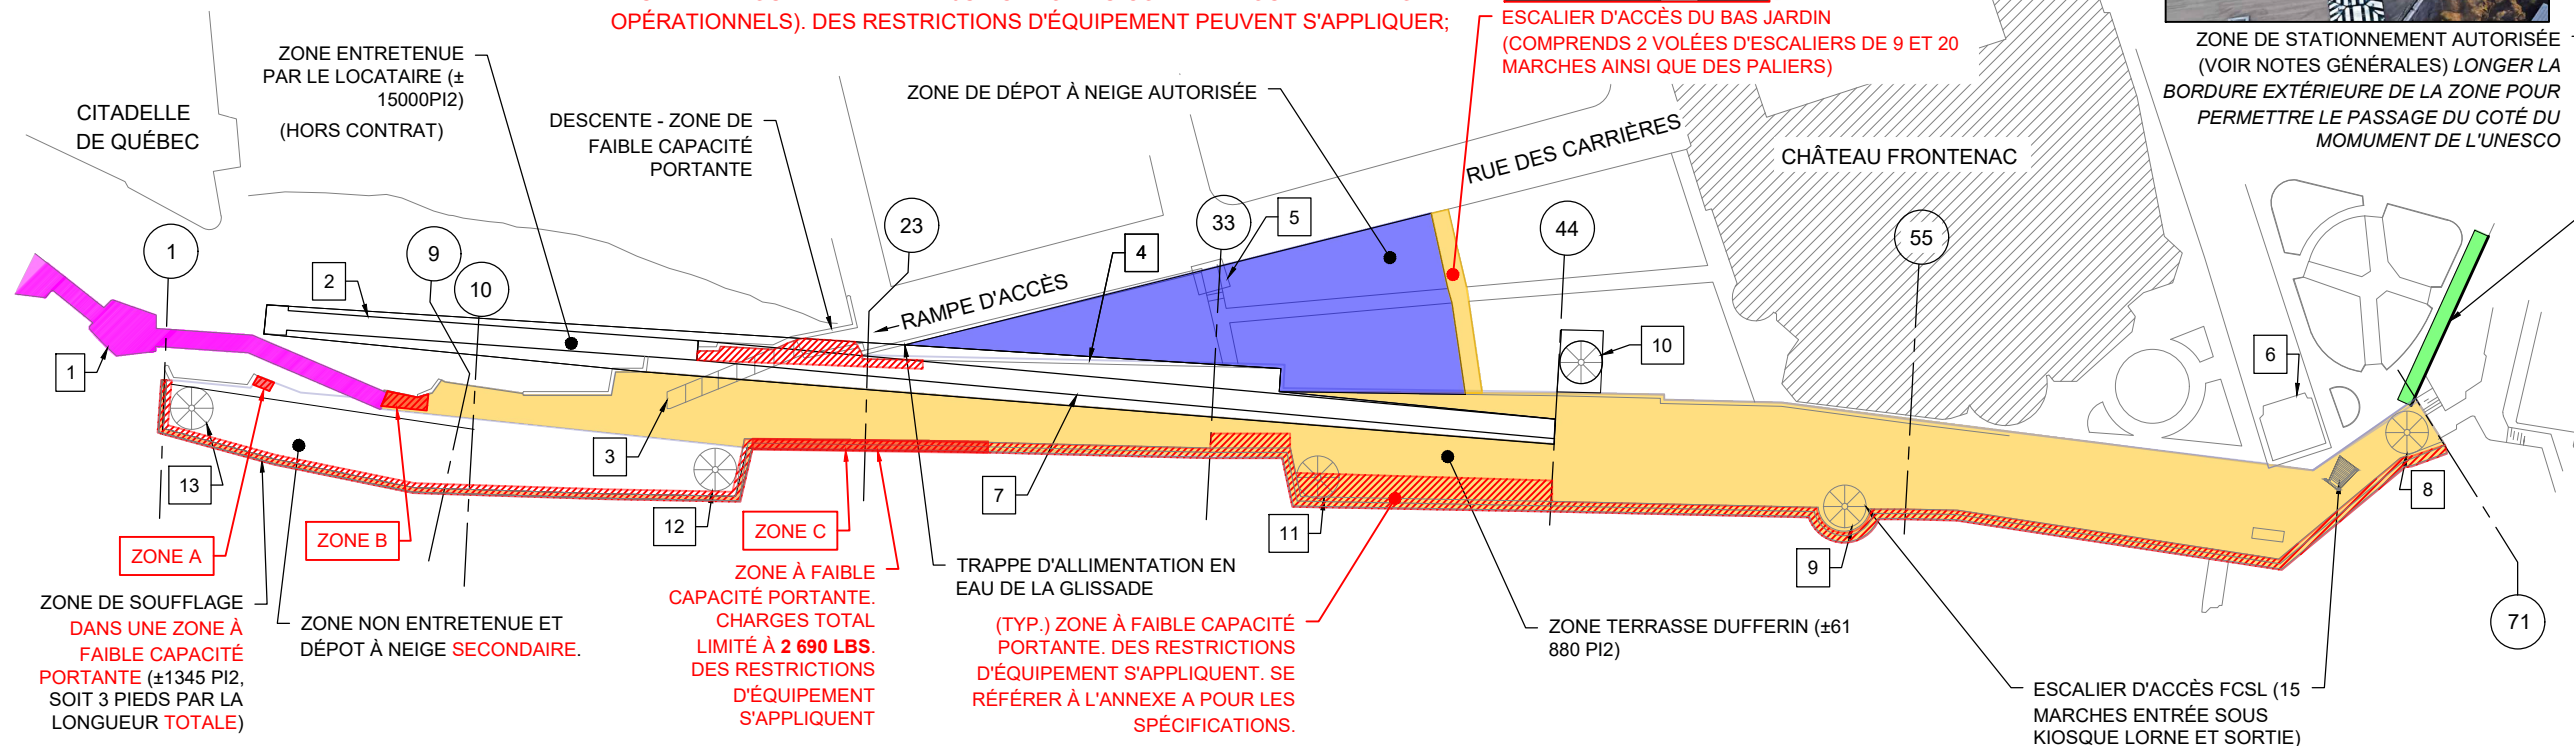 OPÉRATIONNELS). DES RESTRICTIONS D'ÉQUIPEMENT PEUVENT S'APPLIQUER;
ESCALIER D'ACCÈS DU BAS JARDIN
(COMPRENDS 2 VOLÉES D'ESCALIERS DE 9 ET 20
MARCHES AINSI QUE DES PALIERS)
ZONE DE STATIONNEMENT AUTORISÉE
(VOIR NOTES GÉNÉRALES) LONGER LA
BORDURE EXTÉRIEURE DE LA ZONE POUR
PERMETTRE LE PASSAGE DU COTÉ DU
MOMUMENT DE L'UNESCO
ZONE ENTRETENUE
PAR LE LOCATAIRE (±
15000PI2)
(HORS CONTRAT)
CITADELLE
DE QUÉBEC
DESCENTE - ZONE DE
FAIBLE CAPACITÉ
PORTANTE
ZONE DE DÉPOT À NEIGE AUTORISÉE
RUE DES CARRIÈRES
CHÂTEAU FRONTENAC
RAMPE D'ACCÈS
1
9
10
23
33
44
55
71
2
4
5
10
6
1
3
13
12
7
11
9
8
ZONE A
ZONE B
ZONE C
ZONE DE SOUFFLAGE
DANS UNE ZONE À
FAIBLE CAPACITÉ
PORTANTE (±1345 PI2,
SOIT 3 PIEDS PAR LA
LONGUEUR TOTALE)
ZONE NON ENTRETENUE ET
DÉPOT À NEIGE SECONDAIRE.
ZONE À FAIBLE
CAPACITÉ PORTANTE.
CHARGES TOTAL
LIMITÉ À 2 690 LBS.
DES RESTRICTIONS
D'ÉQUIPEMENT
S'APPLIQUENT
TRAPPE D'ALLIMENTATION EN
EAU DE LA GLISSADE
(TYP.) ZONE À FAIBLE CAPACITÉ
PORTANTE. DES RESTRICTIONS
D'ÉQUIPEMENT S'APPLIQUENT. SE
RÉFÉRER À L'ANNEXE A POUR LES
SPÉCIFICATIONS.
ZONE TERRASSE DUFFERIN (±61
880 PI2)
ESCALIER D'ACCÈS FCSL (15
MARCHES ENTRÉE SOUS
KIOSQUE LORNE ET SORTIE)